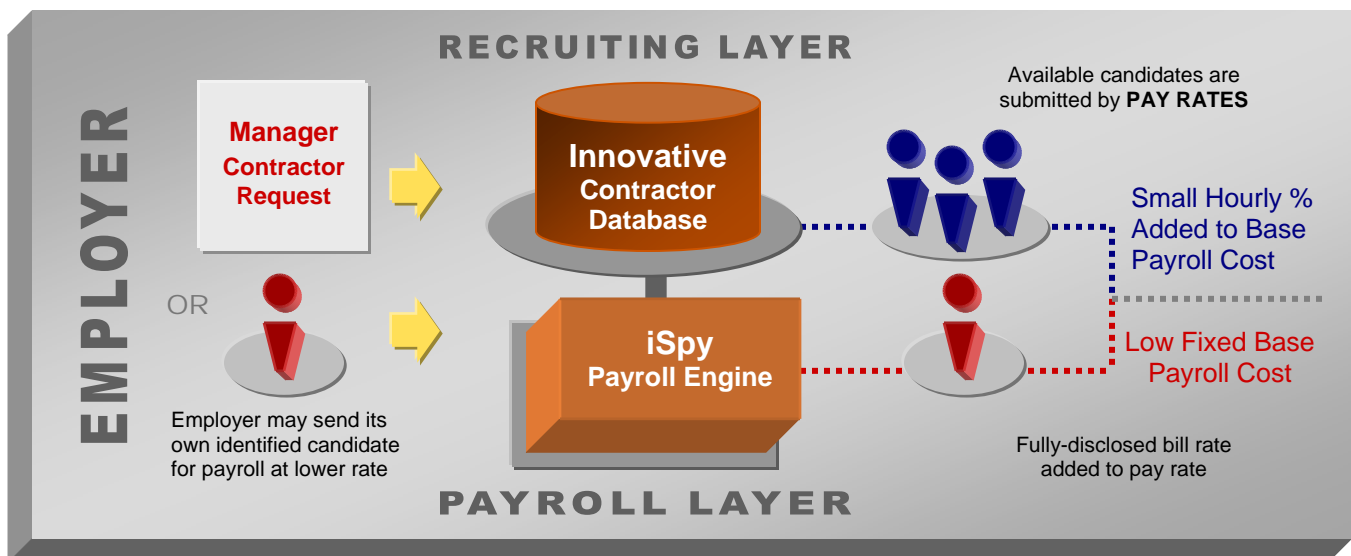 EMPLOYER
RECRUITING LAYER
Manager
Contractor
Request
OR
Employer may send its
own identified candidate
for payroll at lower rate
Innovative
Contractor
Database
iSpy
Payroll Engine
PAYROLL LAYER
Available candidates are
submitted by PAY RATES
Small Hourly %
Added to Base
Payroll Cost
Low Fixed Base
Payroll Cost
Fully-disclosed bill rate
added to pay rate